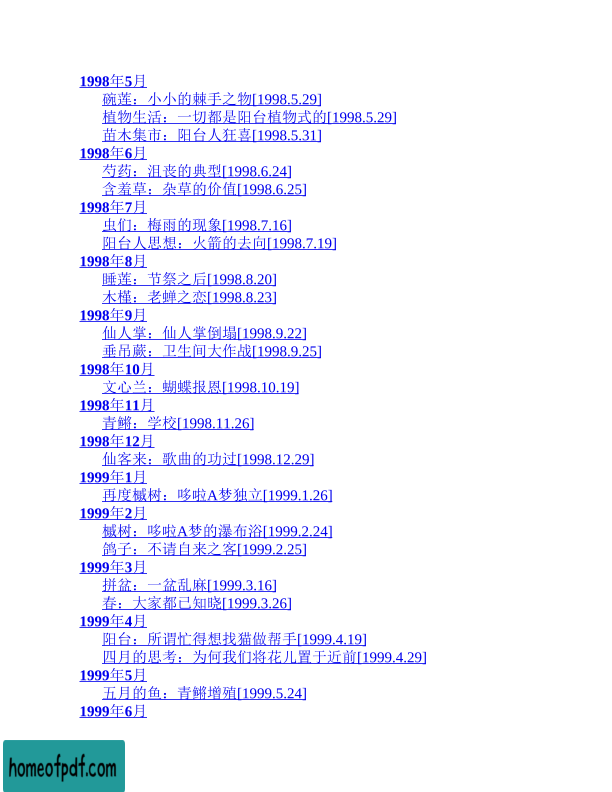 1998年5月
碗莲：小小的棘手之物[1998.5.29]
植物生活：一切都是阳台植物式的[1998.5.29]
苗木集市：阳台人狂喜[1998.5.31]
1998年6月
芍药：沮丧的典型[1998.6.24]
含羞草：杂草的价值[1998.6.25]
1998年7月
虫们：梅雨的现象[1998.7.16]
阳台人思想：火箭的去向[1998.7.19]
1998年8月
睡莲：节祭之后[1998.8.20]
木槿：老蝉之恋[1998.8.23]
1998年9月
仙人掌：仙人掌倒塌[1998.9.22]
垂吊蕨：卫生间大作战[1998.9.25]
1998年10月
文心兰：蝴蝶报恩[1998.10.19]
1998年11月
青鳉：学校[1998.11.26]
1998年12月
仙客来：歌曲的功过[1998.12.29]
1999年1月
再度槭树：哆啦A梦独立[1999.1.26]
1999年2月
槭树：哆啦A梦的瀑布浴[1999.2.24]
鸽子：不请自来之客[1999.2.25]
1999年3月
拼盆：一盆乱麻[1999.3.16]
春：大家都已知晓[1999.3.26]
1999年4月
阳台：所谓忙得想找猫做帮手[1999.4.19]
四月的思考：为何我们将花儿置于近前[1999.4.29]
1999年5月
五月的鱼：青鳉增殖[1999.5.24]
1999年6月
homeofpdf.com